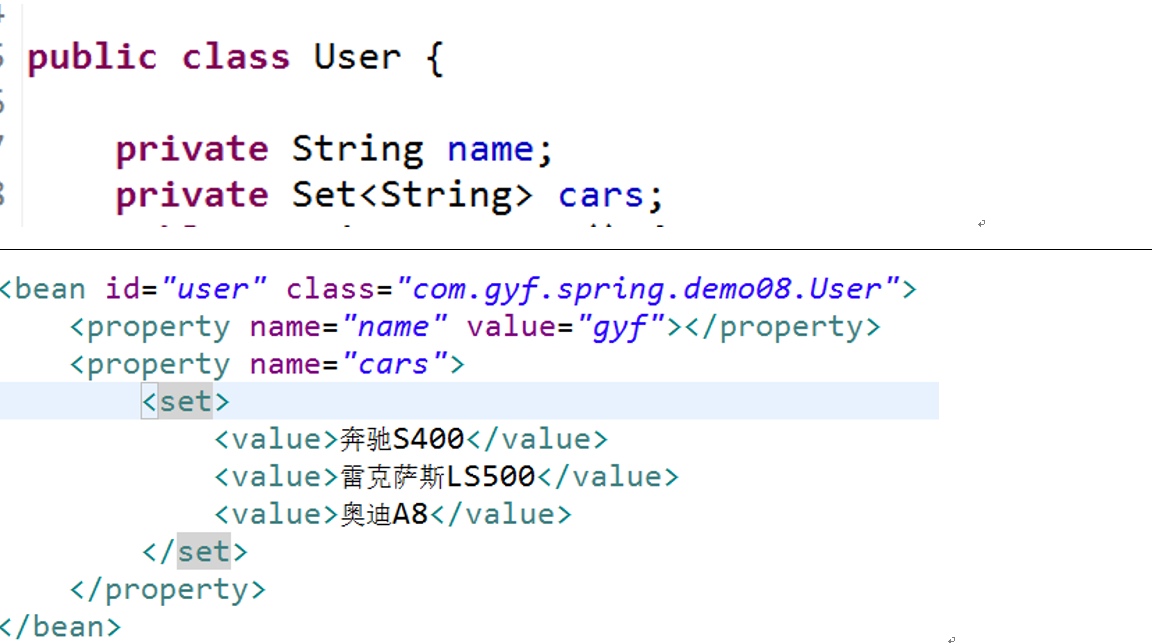 public class User {
private String name;
private Set<String> cars;
<bean id="user" class="com.gyf.spring.demo08.User">
<property name="name" value="gyf"></property>
<property name="cars">
<set>
<value>奔驰S400</value>
<value>雷克萨斯LS500</value>
<value>奥迪A8</value>
</set>
</property>
</bean>